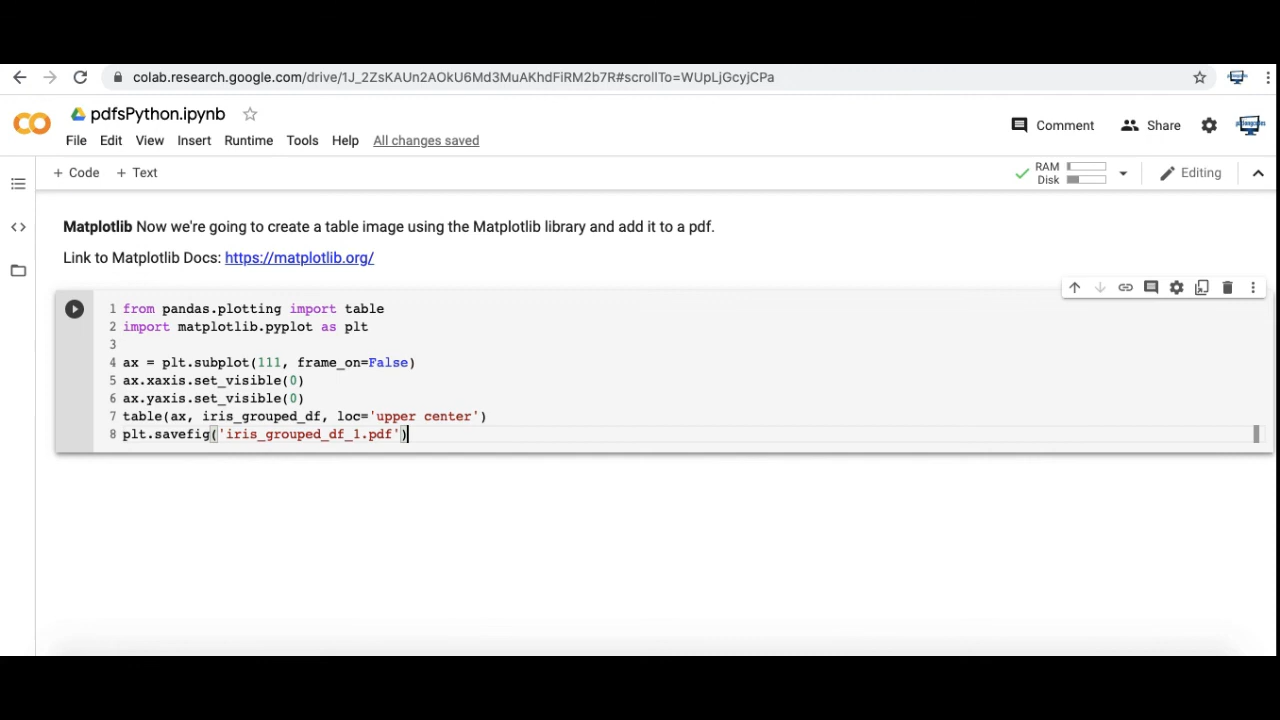 colab.research.google.com/drive/1J_2ZsKAUn2AOkU6Md3MuAKhdFiRM2b7R#scrollTo=WUpLjGcyjCPa
pdfsPython.ipynb
Comment Share
File Edit View Insert Runtime Tools Help All changes saved
+ Code + Text
RAM
Disk
Editing
Matplotlib Now we're going to create a table image using the Matplotlib library and add it to a pdf.
Link to Matplotlib Docs: https://matplotlib.org/
1 from pandas.plotting import table
2 import matplotlib.pyplot as plt
3
4 ax = plt.subplot(111, frame_on=False)
5 ax.xaxis.set_visible(0)
6 ax.yaxis.set_visible(0)
7 table(ax, iris_grouped_df, loc='upper center')
8 plt.savefig('iris_grouped_df_1.pdf')